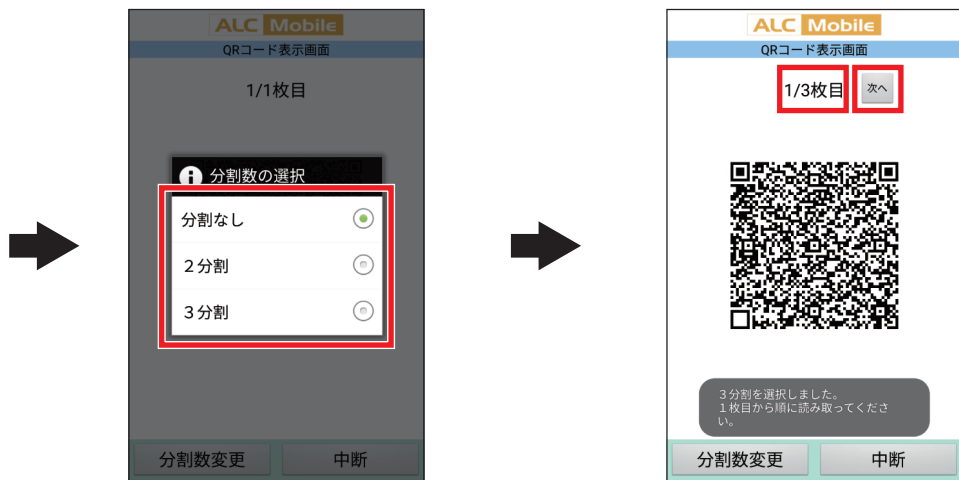 ALC Mobile
QRコード表示画面
1/1枚目
分割数の選択
分割なし
2分割
3分割
分割数変更
中断
ALC Mobile
QRコード表示画面
1/3枚目
次へ
3分割を選択しました。
1枚目から順に読み取ってくださ
い。
分割数変更
中断